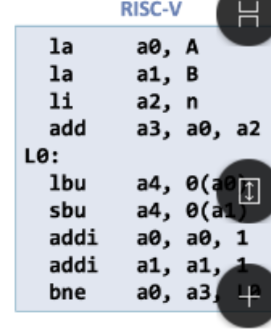 RISC-V
la a0, A
la a1, B
li a2, n
add a3, a0, a2
L0:
lbu a4, 0(a0)
sbu a4, 0(a1)
addi a0, a0, 1
addi a1, a1, 1
bne a0, a3,